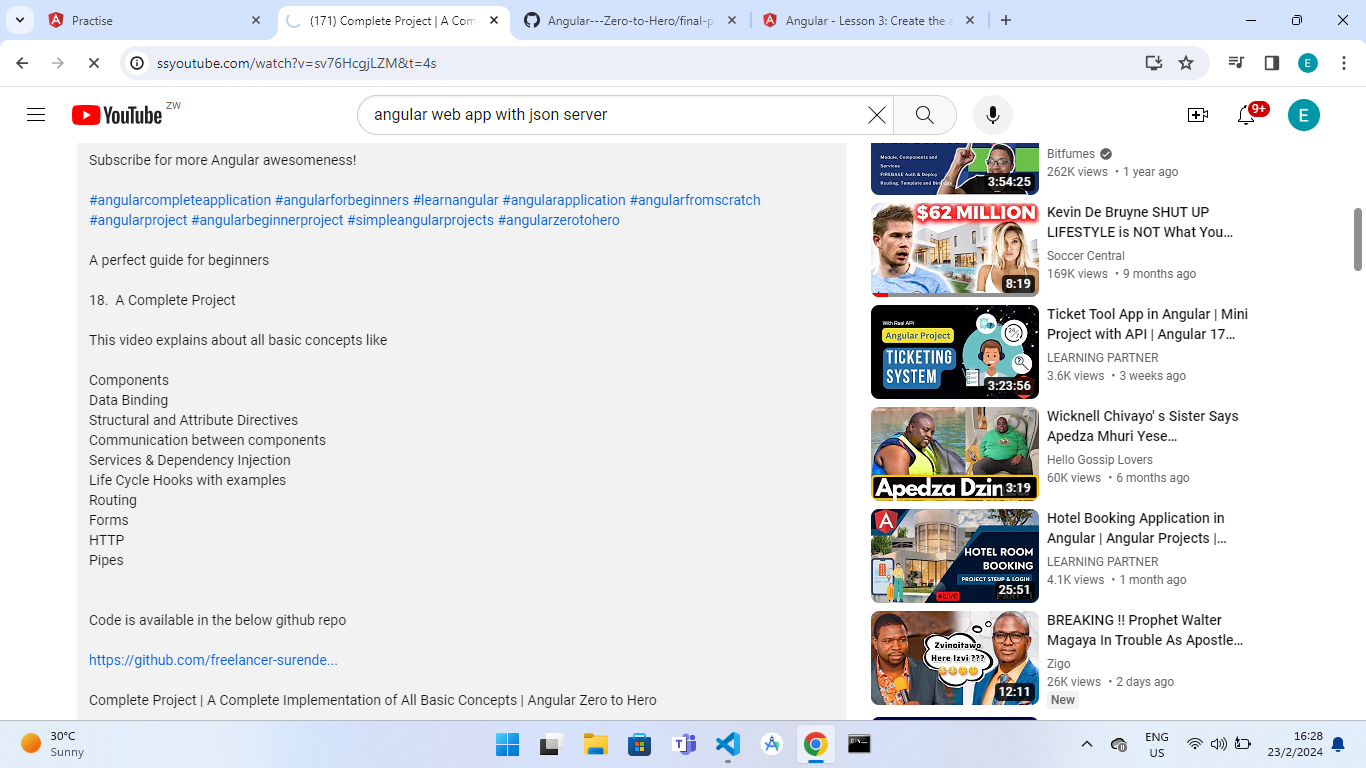 Practise
(171) Complete Project | A Com
Angular---Zero-to-Hero/final-p
Angular - Lesson 3: Create the a
ssyoutube.com/watch?v=sv76HcgjLZM&t=4s
E
YouTube ZW
angular web app with json server
9+
E
Subscribe for more Angular awesomeness!
#angularcompleteapplication #angularforbeginners #learnangular #angularapplication #angularfromscratch
#angularproject #angularbeginnerproject #simpleangularprojects #angularzerotohero
A perfect guide for beginners
18. A Complete Project
This video explains about all basic concepts like
Components
Data Binding
Structural and Attribute Directives
Communication between components
Services & Dependency Injection
Life Cycle Hooks with examples
Routing
Forms
HTTP
Pipes
Code is available in the below github repo
https://github.com/freelancer-surende...
Complete Project | A Complete Implementation of All Basic Concepts | Angular Zero to Hero
Module, Components and
Services
FIREBASE Auth & Deploy
Routing, Template and
3:54:25
Bitfumes
262K views • 1 year ago
$62 MILLION
8:19
Kevin De Bruyne SHUT UP
LIFESTYLE is NOT What You...
Soccer Central
169K views • 9 months ago
With Real API
Angular Project
TICKETING
SYSTEM
24/7
3:23:56
Ticket Tool App in Angular | Mini
Project with API | Angular 17...
LEARNING PARTNER
3.6K views • 3 weeks ago
Apedza Dzim
3:19
Wicknell Chivayo' s Sister Says
Apedza Mhuri Yese...
Hello Gossip Lovers
60K views • 6 months ago
HOTEL ROOM
BOOKING
PROJECT STEUP & LOGIN
LIVE
PART - 1
25:51
Hotel Booking Application in
Angular | Angular Projects |...
LEARNING PARTNER
4.1K views • 1 month ago
Zvinoitawo
Here Izvi ???
12:11
BREAKING !! Prophet Walter
Magaya In Trouble As Apostle...
Zigo
26K views • 2 days ago
New
30°C
Sunny
ENG
US
16:28
23/2/2024